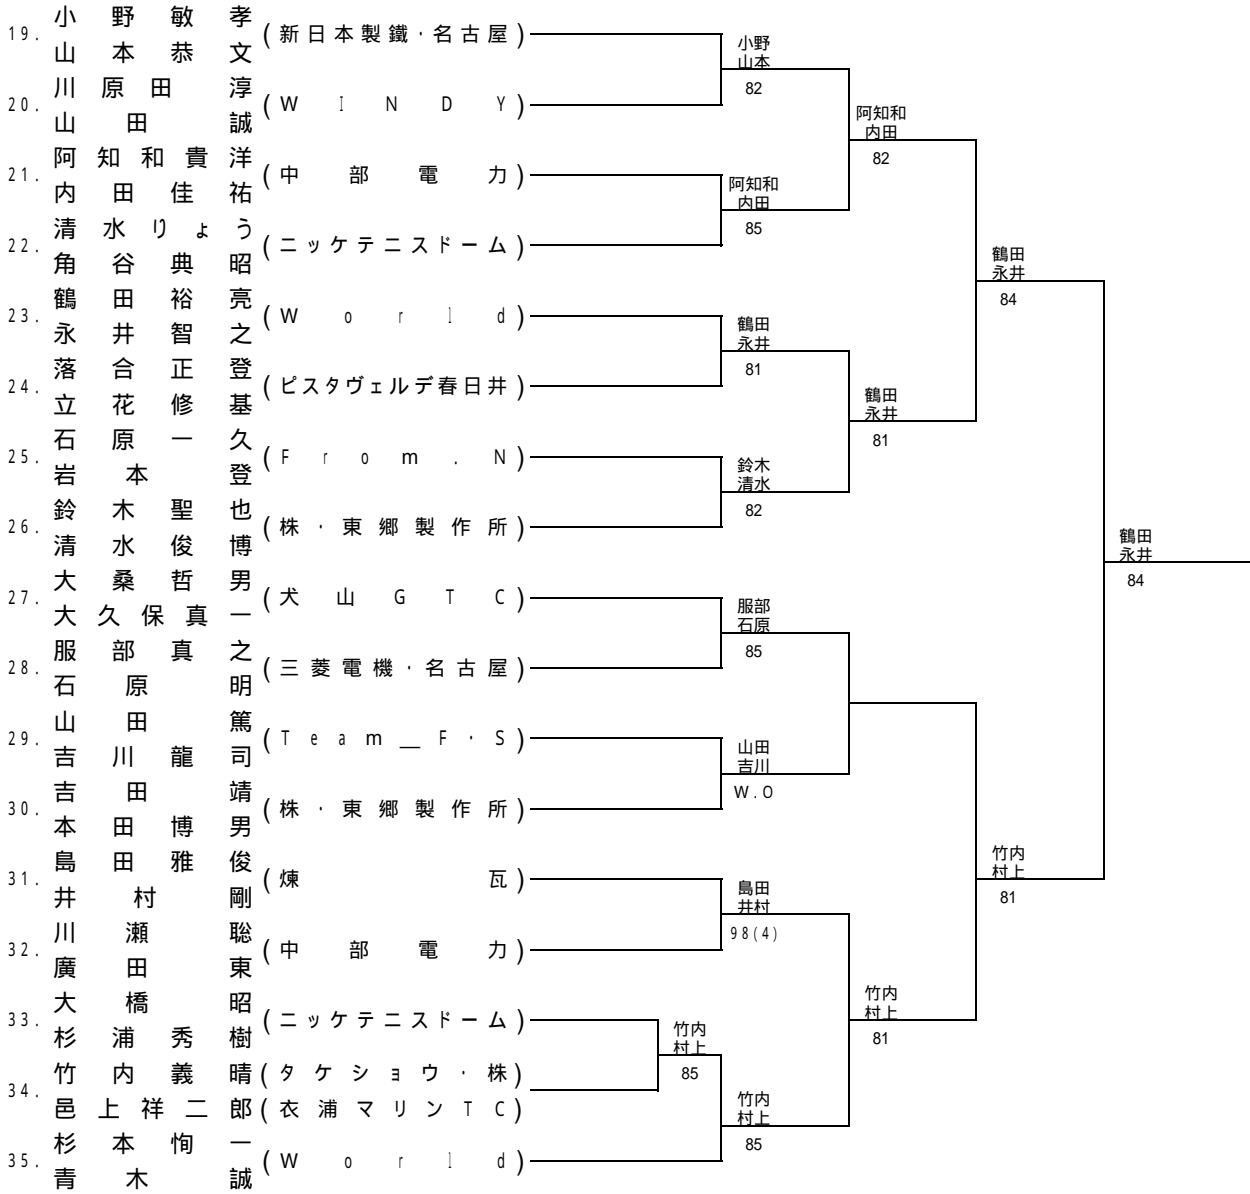 19. 小野敏孝 (新日本製鐵・名古屋)
山本恭文
20. 川原田淳 (WINDY)
山田誠
21. 阿知和貴洋 (中部電力)
内田佳祐
22. 清水りょう (ニッケテニスドーム)
角谷典昭
23. 鶴田裕亮 (World)
永井智之
24. 落合正登 (ピスタヴェルデ春日井)
立花修基
25. 石原一久 (From.N)
岩本登
26. 鈴木聖也 (株・東郷製作所)
清水俊博
27. 大桑哲男 (犬山GTC)
大久保真一
28. 服部真之 (三菱電機・名古屋)
石原明
29. 山田篤 (Team_F・S)
吉川龍司
30. 吉田靖 (株・東郷製作所)
本田博男
31. 島田雅俊 (煉瓦)
井村剛
32. 川瀬聡 (中部電力)
廣田東
33. 大橋昭 (ニッケテニスドーム)
杉浦秀樹
34. 竹内義晴 (タケショウ・株)
邑上祥二郎 (衣浦マリンTC)
35. 杉本恂一 (World)
青木誠
竹内
村上
85
小野
山本
82
阿知和
内田
85
鶴田
永井
81
鈴木
清水
82
服部
石原
85
山田
吉川
W.O
島田
井村
98(4)
竹内
村上
85
阿知和
内田
82
鶴田
永井
81
竹内
村上
81
鶴田
永井
84
竹内
村上
81
鶴田
永井
84